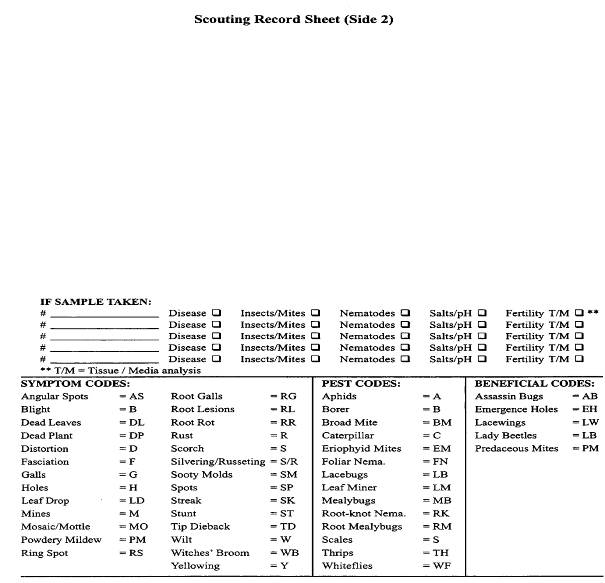 Scouting Record Sheet (Side 2)
IF SAMPLE TAKEN:
# Disease ❑ Insects/Mites ❑ Nematodes ❑ Salts/pH ❑ Fertility T/M ❑ **
# Disease ❑ Insects/Mites ❑ Nematodes ❑ Salts/pH ❑ Fertility T/M ❑
# Disease ❑ Insects/Mites ❑ Nematodes ❑ Salts/pH ❑ Fertility T/M ❑
# Disease ❑ Insects/Mites ❑ Nematodes ❑ Salts/pH ❑ Fertility T/M ❑
# Disease ❑ Insects/Mites ❑ Nematodes ❑ Salts/pH ❑ Fertility T/M ❑
** T/M = Tissue / Media analysis
SYMPTOM CODES:
Angular Spots = AS
Blight = B
Dead Leaves = DL
Dead Plant = DP
Distortion = D
Fasciation = F
Galls = G
Holes = H
Leaf Drop = LD
Mines = M
Mosaic/Mottle = MO
Powdery Mildew = PM
Ring Spot = RS
Root Galls = RG
Root Lesions = RL
Root Rot = RR
Rust = R
Scorch = S
Silvering/Russeting = S/R
Sooty Molds = SM
Spots = SP
Streak = SK
Stunt = ST
Tip Dieback = TD
Wilt = W
Witches' Broom = WB
Yellowing = Y
PEST CODES:
Aphids = A
Borer = B
Broad Mite = BM
Caterpillar = C
Eriophyid Mites = EM
Foliar Nema. = FN
Lacebugs = LB
Leaf Miner = LM
Mealybugs = MB
Root-knot Nema. = RK
Root Mealybugs = RM
Scales = S
Thrips = TH
Whiteflies = WF
BENEFICIAL CODES:
Assassin Bugs = AB
Emergence Holes = EH
Lacewings = LW
Lady Beetles = LB
Predaceous Mites = PM